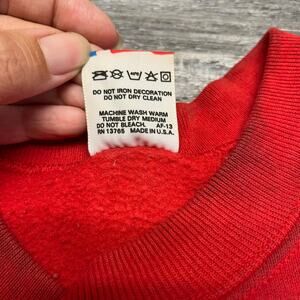 DO NOT IRON DECORATION
DO NOT DRY CLEAN
MACHINE WASH WARM
TUMBLE DRY MEDIUM
DO NOT BLEACH. AF-13
RN 13765 MADE IN U.S.A.